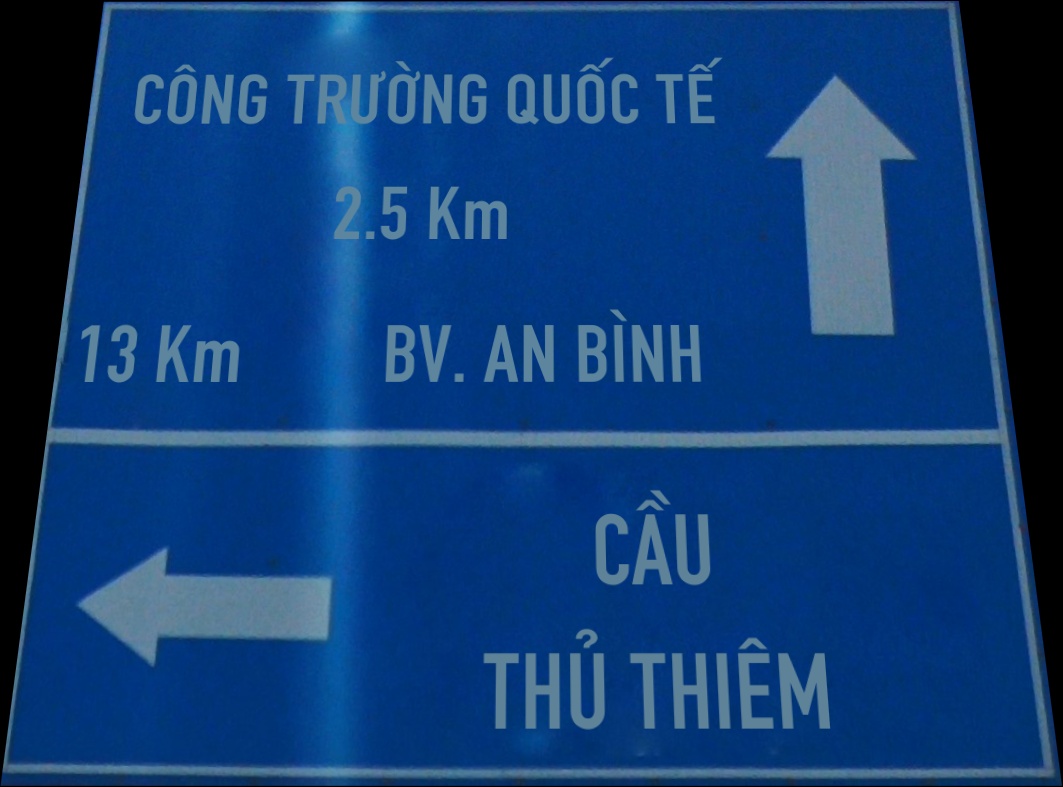 CÔNG TRƯỜNG QUỐC TẾ
2.5 Km
13 Km BV. AN BÌNH
CẦU
THỦ THIÊM